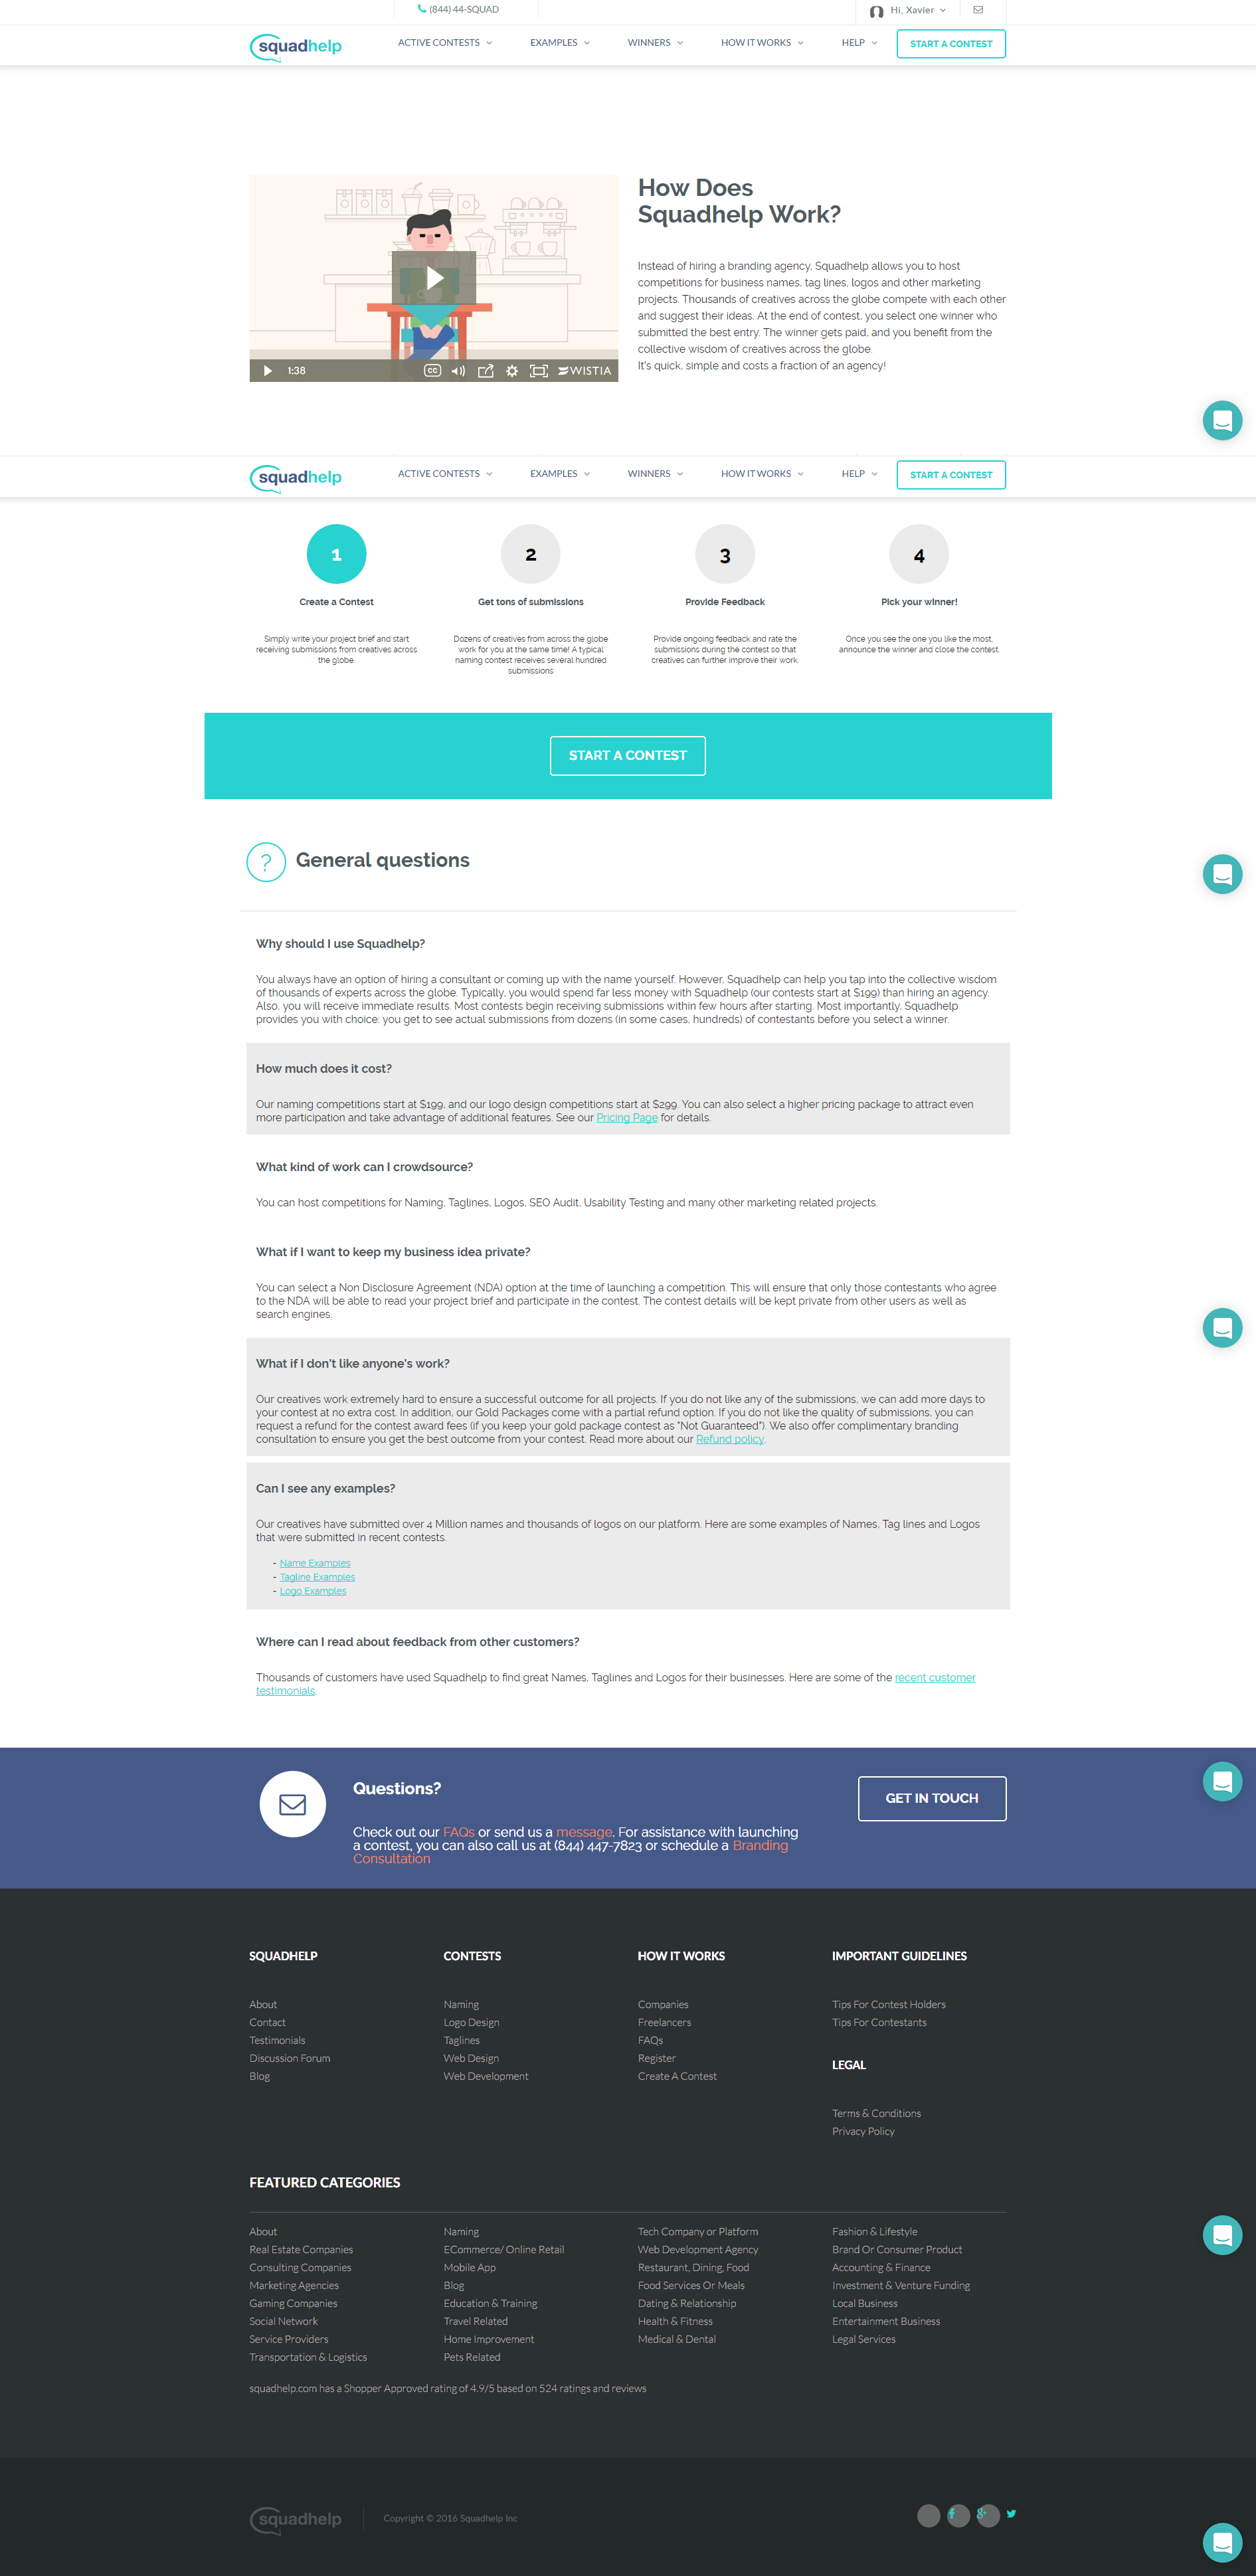 (844) 44-SQUAD
Hi, Xavier
squadhelp
ACTIVE CONTESTS
EXAMPLES
WINNERS
HOW IT WORKS
HELP
START A CONTEST
How Does
Squadhelp Work?
Instead of hiring a branding agency, Squadhelp allows you to host
competitions for business names, tag lines, logos and other marketing
projects. Thousands of creatives across the globe compete with each other
and suggest their ideas. At the end of contest, you select one winner who
submitted the best entry. The winner gets paid, and you benefit from the
collective wisdom of creatives across the globe.
It's quick, simple and costs a fraction of an agency!
1:38
CC
WISTIA
squadhelp
ACTIVE CONTESTS
EXAMPLES
WINNERS
HOW IT WORKS
HELP
START A CONTEST
1
Create a Contest
Simply write your project brief and start
receiving submissions from creatives across
the globe.
2
Get tons of submissions
Dozens of creatives from across the globe
work for you at the same time! A typical
naming contest receives several hundred
submissions
3
Provide Feedback
Provide ongoing feedback and rate the
submissions during the contest so that
creatives can further improve their work.
4
Pick your winner!
Once you see the one you like the most,
announce the winner and close the contest.
START A CONTEST
?
General questions
Why should I use Squadhelp?
You always have an option of hiring a consultant or coming up with the name yourself. However, Squadhelp can help you tap into the collective wisdom
of thousands of experts across the globe. Typically, you would spend far less money with Squadhelp (our contests start at $199) than hiring an agency.
Also, you will receive immediate results. Most contests begin receiving submissions within few hours after starting. Most importantly, Squadhelp
provides you with choice: you get to see actual submissions from dozens (in some cases, hundreds) of contestants before you select a winner.
How much does it cost?
Our naming competitions start at $199, and our logo design competitions start at $299. You can also select a higher pricing package to attract even
more participation and take advantage of additional features. See our Pricing Page for details.
What kind of work can I crowdsource?
You can host competitions for Naming, Taglines, Logos, SEO Audit, Usability Testing and many other marketing related projects.
What if I want to keep my business idea private?
You can select a Non Disclosure Agreement (NDA) option at the time of launching a competition. This will ensure that only those contestants who agree
to the NDA will be able to read your project brief and participate in the contest. The contest details will be kept private from other users as well as
search engines.
What if I don't like anyone's work?
Our creatives work extremely hard to ensure a successful outcome for all projects. If you do not like any of the submissions, we can add more days to
your contest at no extra cost. In addition, our Gold Packages come with a partial refund option. If you do not like the quality of submissions, you can
request a refund for the contest award fees (if you keep your gold package contest as "Not Guaranteed"). We also offer complimentary branding
consultation to ensure you get the best outcome from your contest. Read more about our Refund policy.
Can I see any examples?
Our creatives have submitted over 4 Million names and thousands of logos on our platform. Here are some examples of Names, Tag lines and Logos
that were submitted in recent contests.
- Name Examples
- Tagline Examples
- Logo Examples
Where can I read about feedback from other customers?
Thousands of customers have used Squadhelp to find great Names, Taglines and Logos for their businesses. Here are some of the recent customer
testimonials.
Questions?
Check out our FAQs or send us a message. For assistance with launching
a contest, you can also call us at (844) 447-7823 or schedule a Branding
Consultation
GET IN TOUCH
SQUADHELP
About
Contact
Testimonials
Discussion Forum
Blog
CONTESTS
Naming
Logo Design
Taglines
Web Design
Web Development
HOW IT WORKS
Companies
Freelancers
FAQs
Register
Create A Contest
IMPORTANT GUIDELINES
Tips For Contest Holders
Tips For Contestants
LEGAL
Terms & Conditions
Privacy Policy
FEATURED CATEGORIES
About
Real Estate Companies
Consulting Companies
Marketing Agencies
Gaming Companies
Social Network
Service Providers
Transportation & Logistics
Naming
ECommerce/ Online Retail
Mobile App
Blog
Education & Training
Travel Related
Home Improvement
Pets Related
Tech Company or Platform
Web Development Agency
Restaurant, Dining, Food
Food Services Or Meals
Dating & Relationship
Health & Fitness
Medical & Dental
Fashion & Lifestyle
Brand Or Consumer Product
Accounting & Finance
Investment & Venture Funding
Local Business
Entertainment Business
Legal Services
squadhelp.com has a Shopper Approved rating of 4.9/5 based on 524 ratings and reviews
squadhelp
Copyright © 2016 Squadhelp Inc